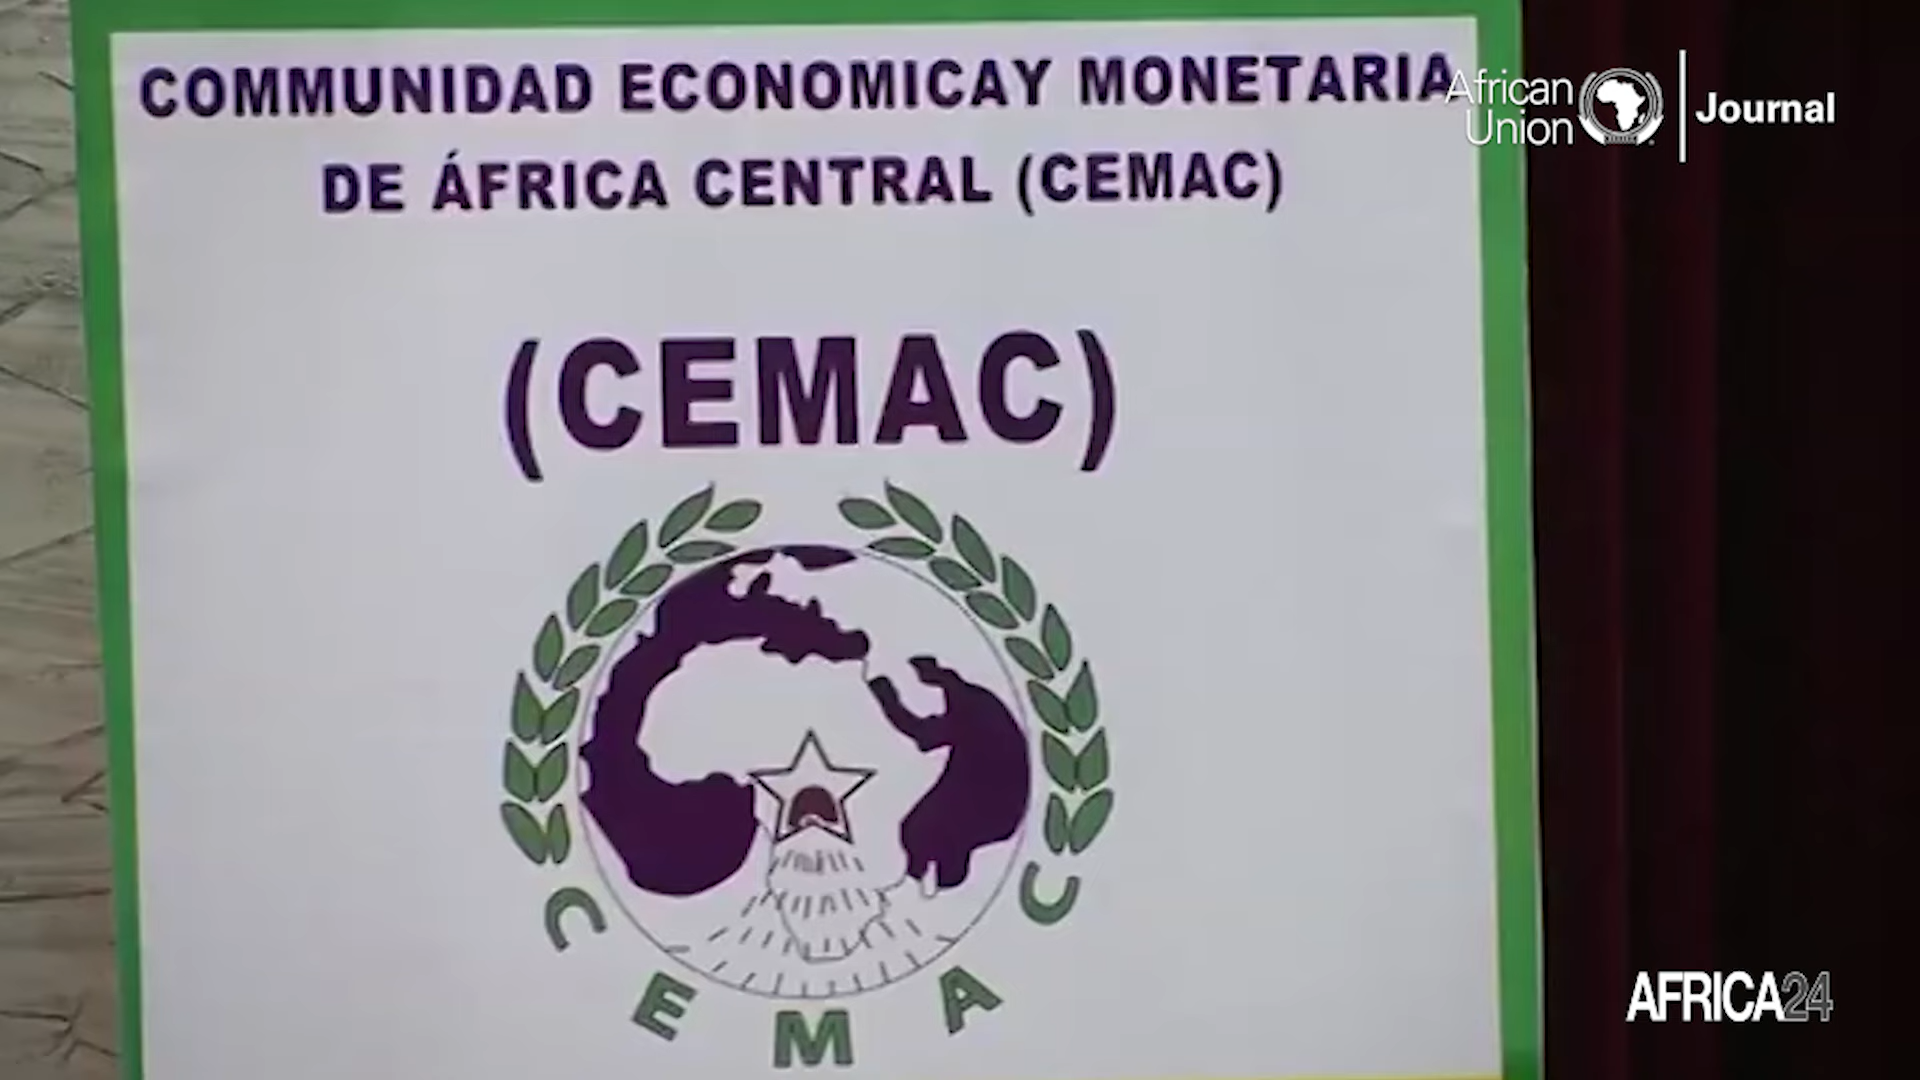 COMMUNIDAD ECONOMICAY MONETARIA
DE ÁFRICA CENTRAL (CEMAC)
(CEMAC)
CEMAC
African
Union
Journal
AFRICA24